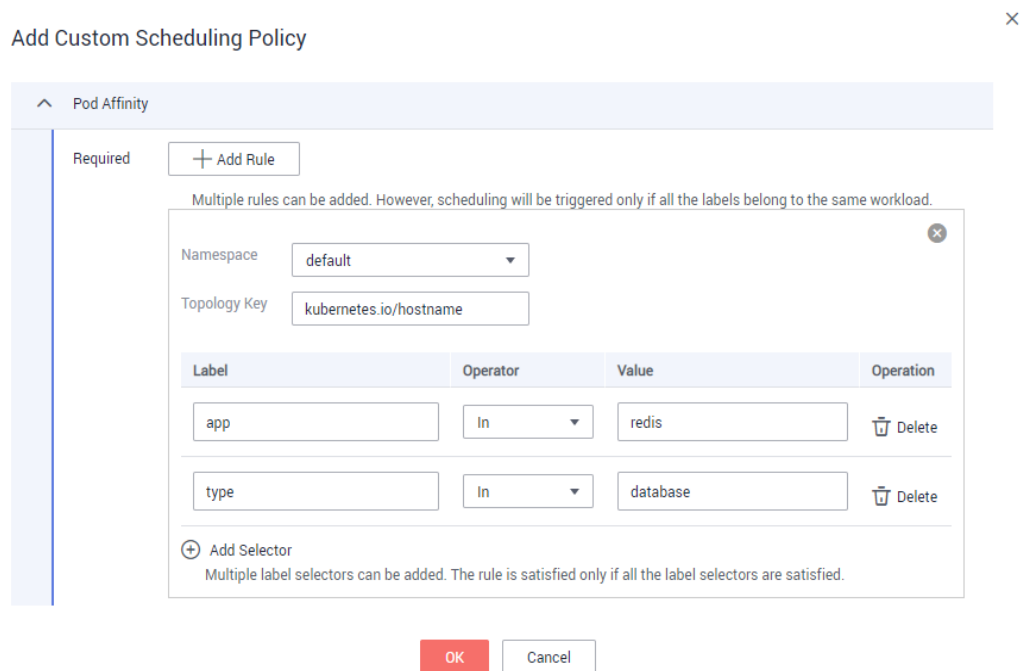 Add Custom Scheduling Policy
Pod Affinity
Required
Add Rule
Multiple rules can be added. However, scheduling will be triggered only if all the labels belong to the same workload.
Namespace
default
Topology Key
kubernetes.io/hostname
Label Operator Value Operation
app In redis Delete
type In database Delete
Add Selector
Multiple label selectors can be added. The rule is satisfied only if all the label selectors are satisfied.
OK Cancel